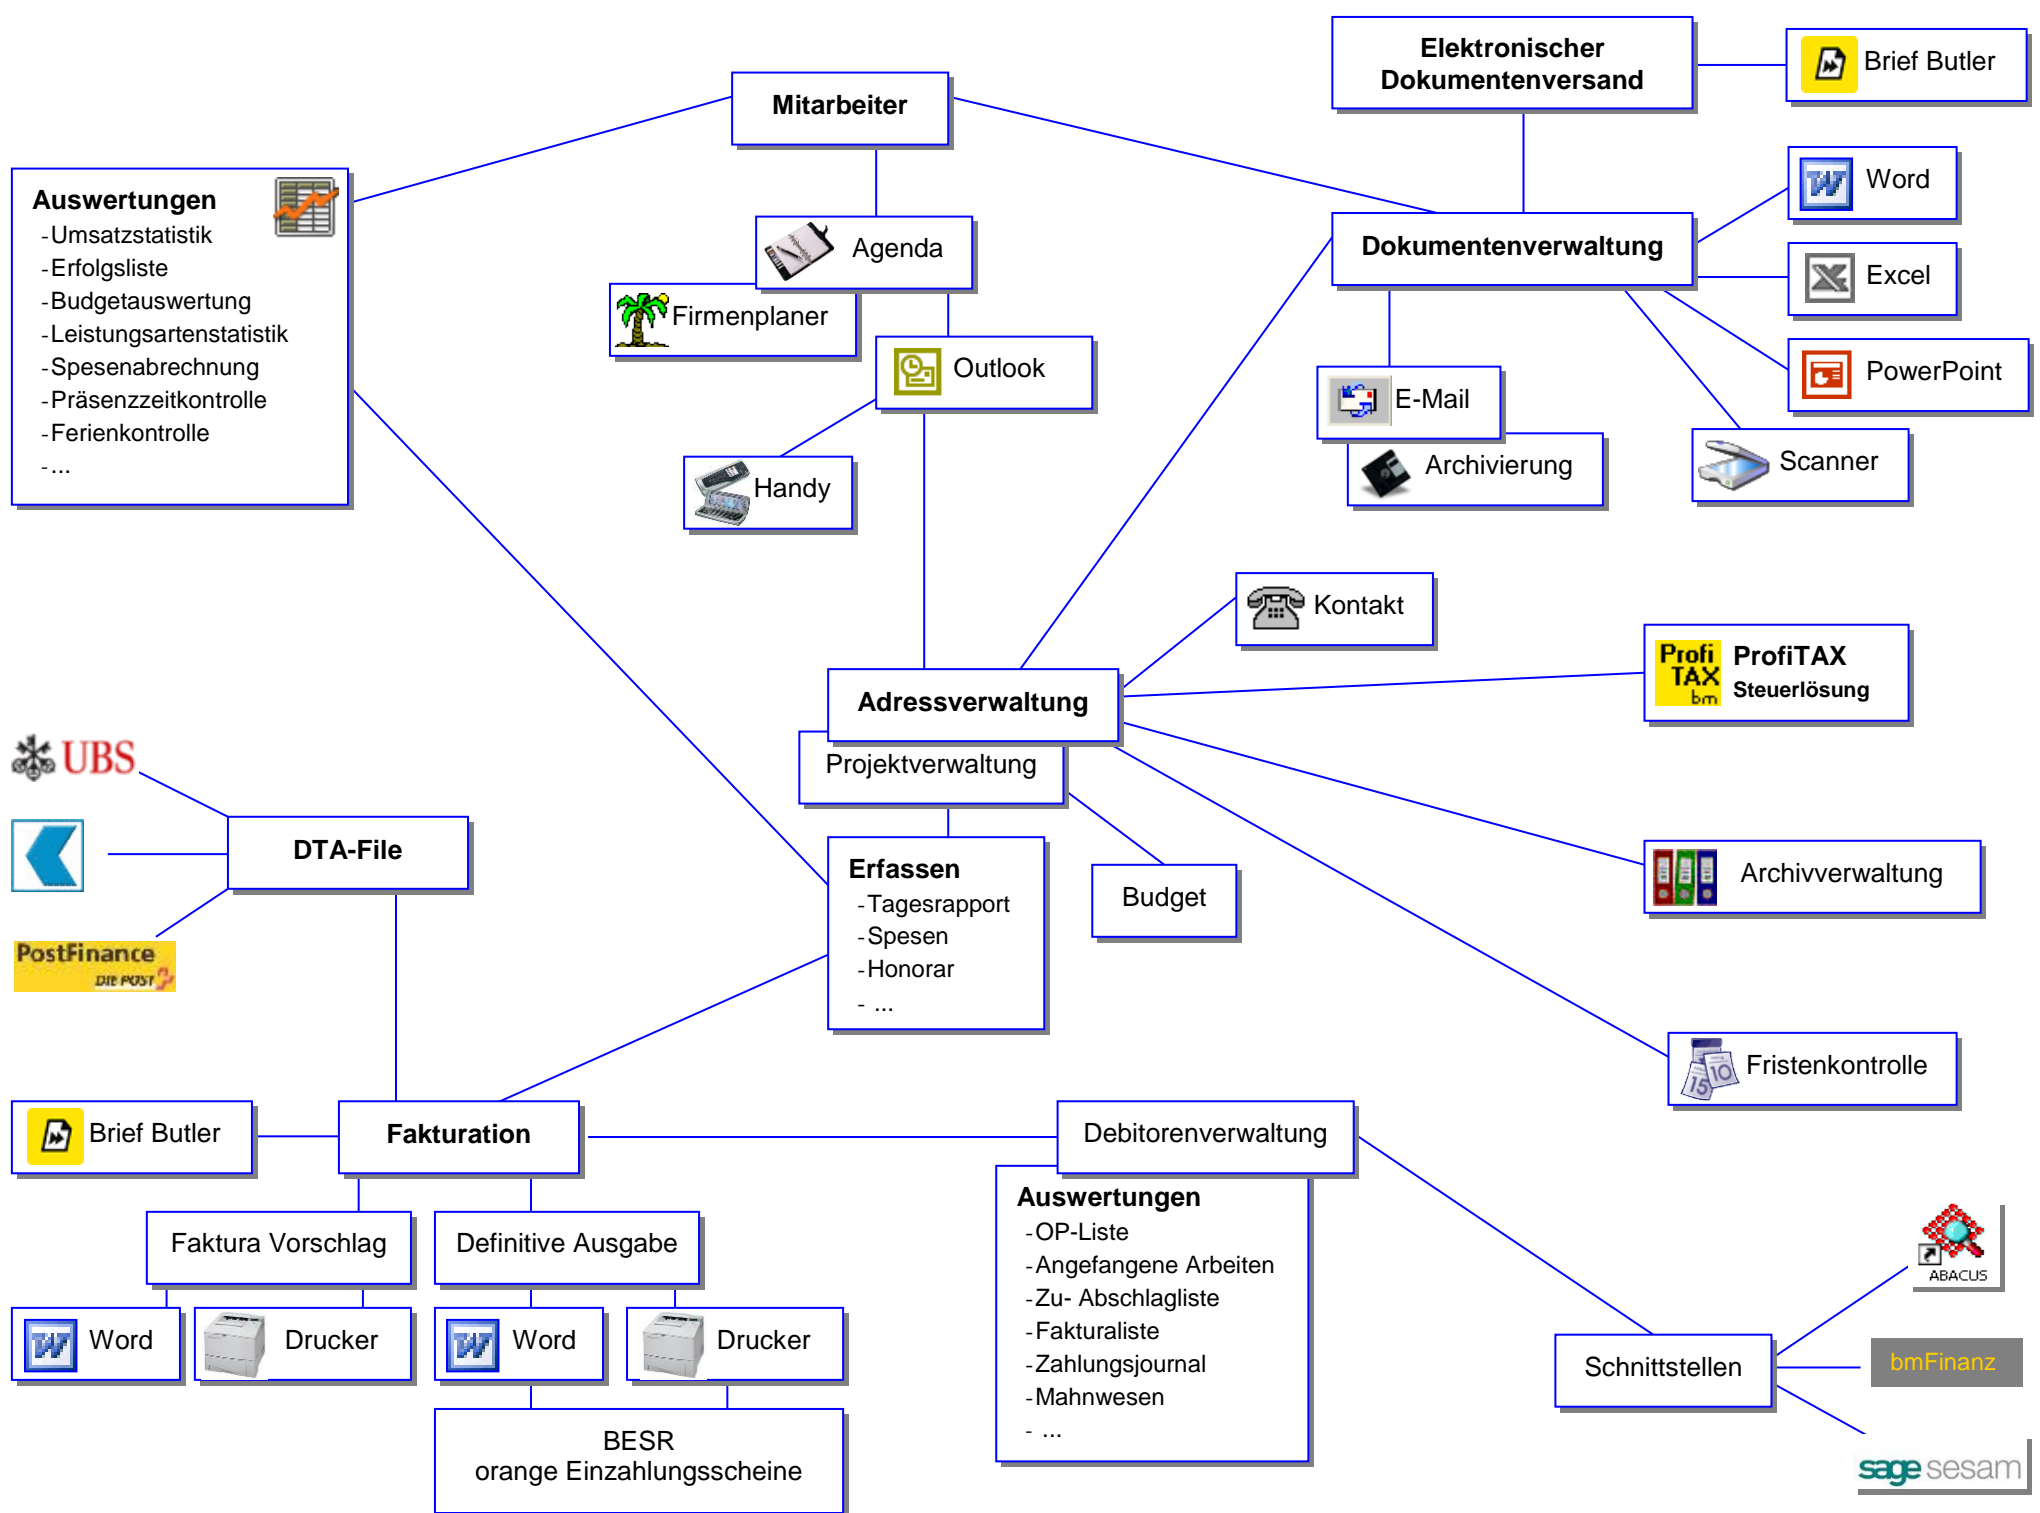 Elektronischer
Dokumentenversand
Brief Butler
Mitarbeiter
Word
Auswertungen
-Umsatzstatistik
-Erfolgsliste
-Budgetauswertung
-Leistungsartenstatistik
-Spesenabrechnung
-Präsenzzeitkontrolle
-Ferienkontrolle
-...
Agenda
Firmenplaner
Outlook
Handy
Dokumentenverwaltung
Excel
PowerPoint
E-Mail
Archivierung
Scanner
Kontakt
Profi
TAX
bm
ProfiTAX
Steuerlösung
Adressverwaltung
Projektverwaltung
UBS
DTA-File
PostFinance
DIE POST
Erfassen
-Tagesrapport
-Spesen
-Honorar
- ...
Budget
Archivverwaltung
15
10
Fristenkontrolle
Brief Butler
Fakturation
Debitorenverwaltung
Faktura Vorschlag
Definitive Ausgabe
Word
Drucker
Word
Drucker
BESR
orange Einzahlungsscheine
Auswertungen
-OP-Liste
-Angefangene Arbeiten
-Zu- Abschlagliste
-Fakturaliste
-Zahlungsjournal
-Mahnwesen
- ...
Schnittstellen
ABACUS
bmFinanz
sage sesam